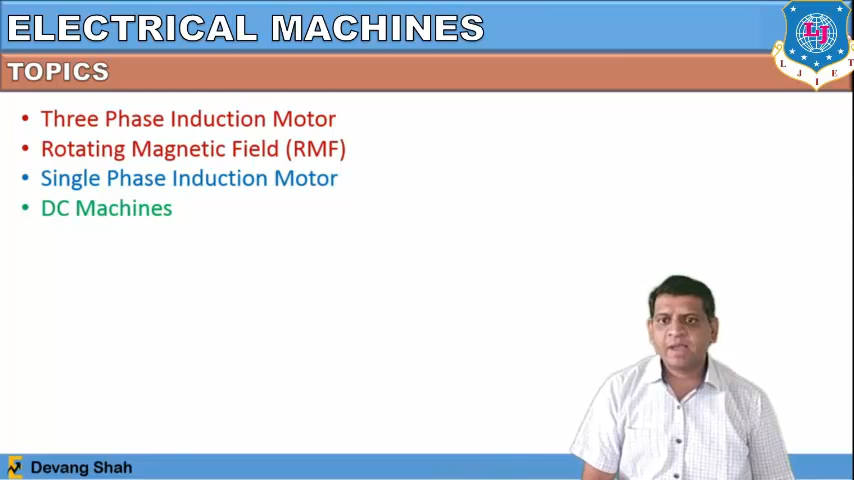 ELECTRICAL MACHINES
TOPICS
LJ
L J I E T
• Three Phase Induction Motor
• Rotating Magnetic Field (RMF)
• Single Phase Induction Motor
• DC Machines
Devang Shah